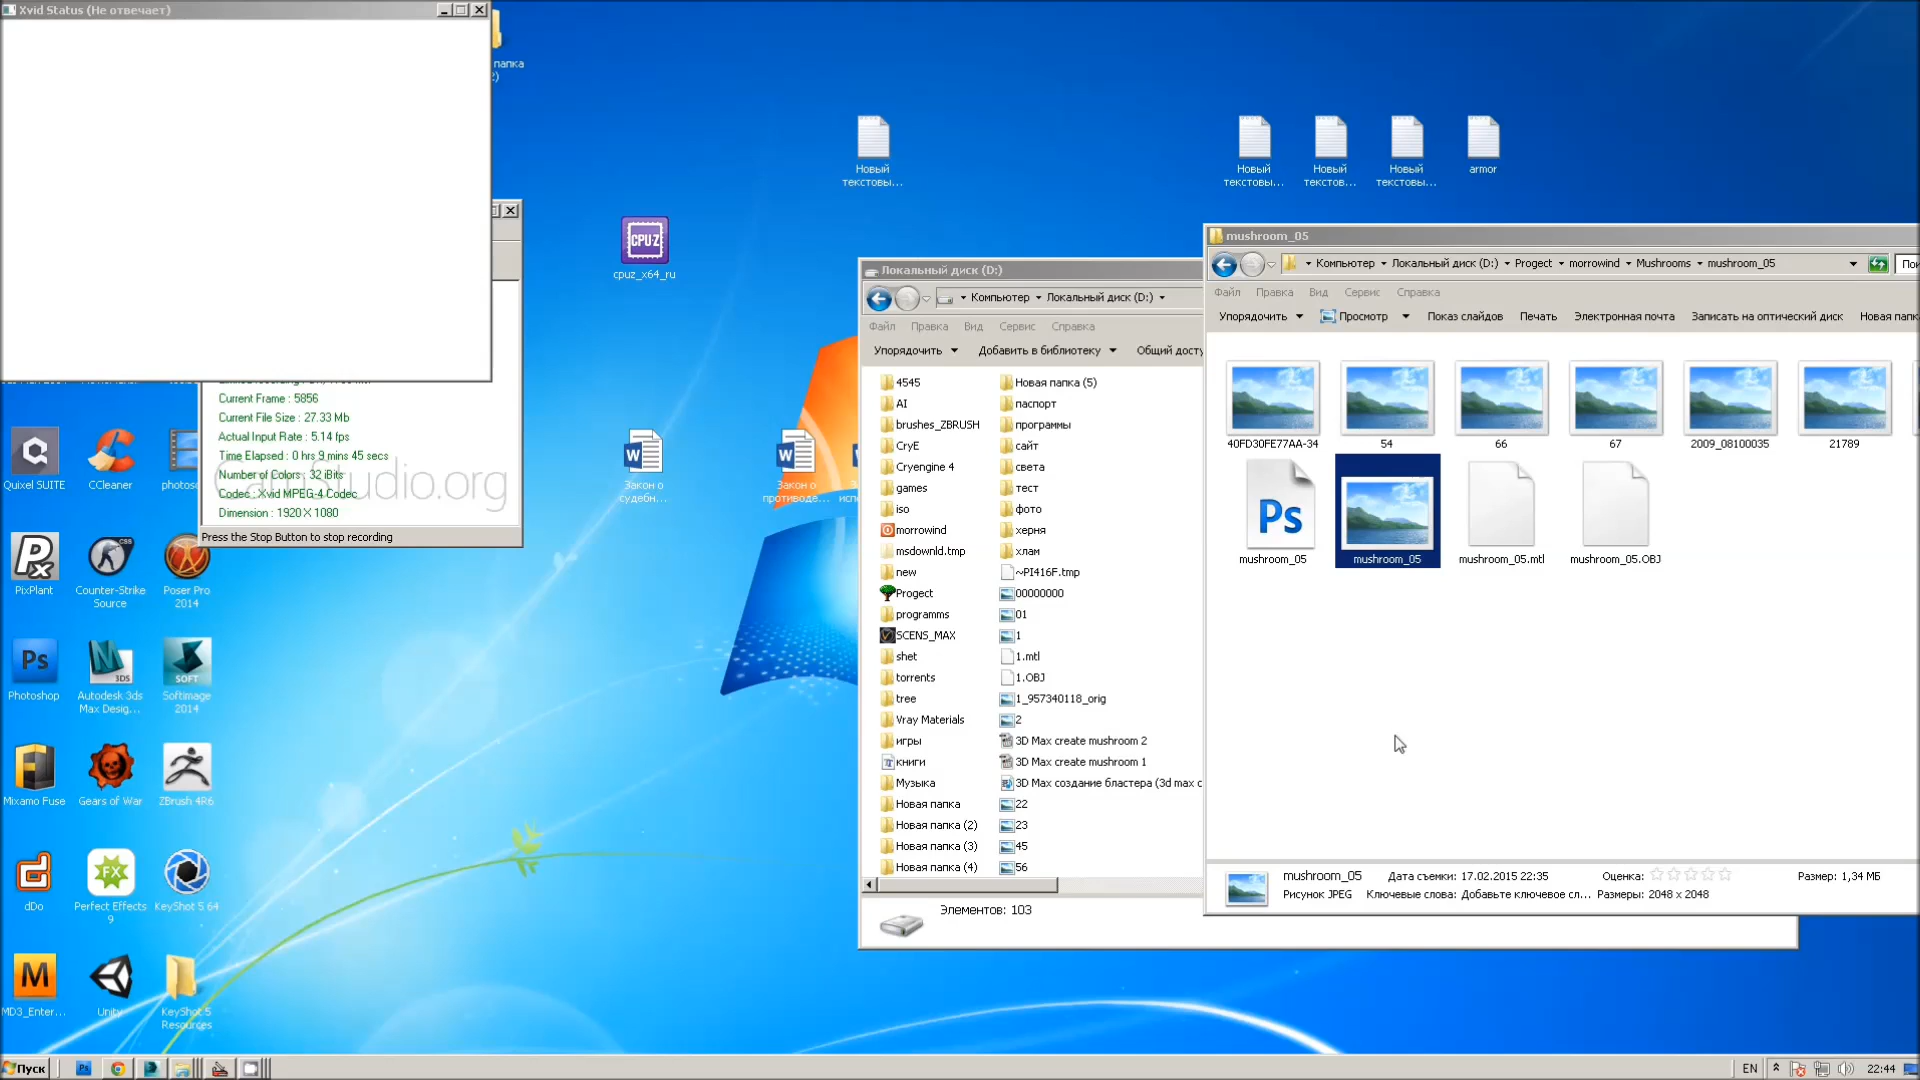 Xvid Status (Не отвечает)
папка
2)
Новый
текстовы...
Новый
текстовы...
Новый
текстов...
Новый
текстовы...
armor
cpuz_x64_ru
Закон о
судебн...
Закон о
противоде...
исп
Current Frame : 5856
Current File Size : 27.33 Mb
Actual Input Rate : 5.14 fps
Time Elapsed : 0 hrs 9 mins 45 secs
Number of Colors : 32 iBits
Codec : Xvid MPEG-4 Codec
Dimension : 1920 X 1080
Press the Stop Button to stop recording
Quixel SUITE
CCleaner
photos
PixPlant
Counter-Strike
Source
Poser Pro
2014
Photoshop
Autodesk 3ds
Max Desig...
Softimage
2014
Mixamo Fuse
Gears of War
ZBrush 4R6
dDo
Perfect Effects
9
KeyShot 5 64
MD3_Enter...
Unity
KeyShot 5
Resources
Локальный диск (D:)
Компьютер
Локальный диск (D:)
Файл Правка Вид Сервис Справка
Упорядочить
Добавить в библиотеку
Общий досту
4545
AI
brushes_ZBRUSH
CryE
Cryengine 4
games
iso
morrowind
msdownld.tmp
new
Progect
programms
SCENS_MAX
shet
torrents
tree
Vray Materials
игры
книги
Музыка
Новая папка
Новая папка (2)
Новая папка (3)
Новая папка (4)
Новая папка (5)
паспорт
программы
сайт
света
тест
фото
херня
хлам
~PI416F.tmp
00000000
01
1
1.mtl
1.OBJ
1_957340118_orig
2
3D Max create mushroom 2
3D Max create mushroom 1
3D Max создание бластера (3d max c
22
23
45
56
Элементов: 103
mushroom_05
Компьютер
Локальный диск (D:)
Progect
morrowind
Mushrooms
mushroom_05
Пои
Файл Правка Вид Сервис Справка
Упорядочить
Просмотр
Показ слайдов
Печать
Электронная почта
Записать на оптический диск
Новая папк
40FD30FE77AA-34
54
66
67
2009_08100035
21789
mushroom_05
mushroom_05
mushroom_05.mtl
mushroom_05.OBJ
mushroom_05
Дата съемки: 17.02.2015 22:35
Оценка:
Размер: 1,34 МБ
Рисунок JPEG
Ключевые слова: Добавьте ключевое сл...
Размеры: 2048 x 2048
Пуск
EN
22:44